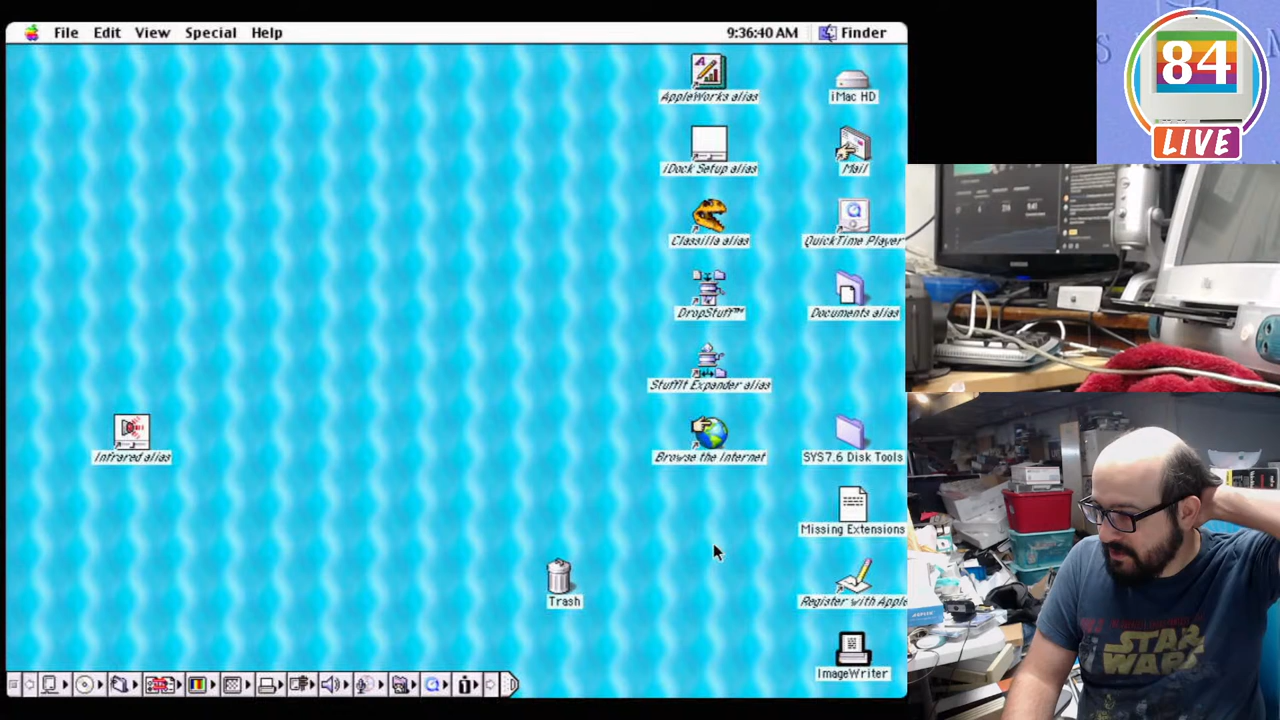 File Edit View Special Help 9:36:40 AM Finder
84
LIVE
AppleWorks alias
iMac HD
iDock Setup alias
Mail
Classilla alias
QuickTime Player
DropStuff™
Documents alias
StuffIt Expander alias
Infrared alias
Browse the Internet
SYS7.6 Disk Tools
Missing Extensions
Trash
Register with Apple
ImageWriter
STAR
WARS